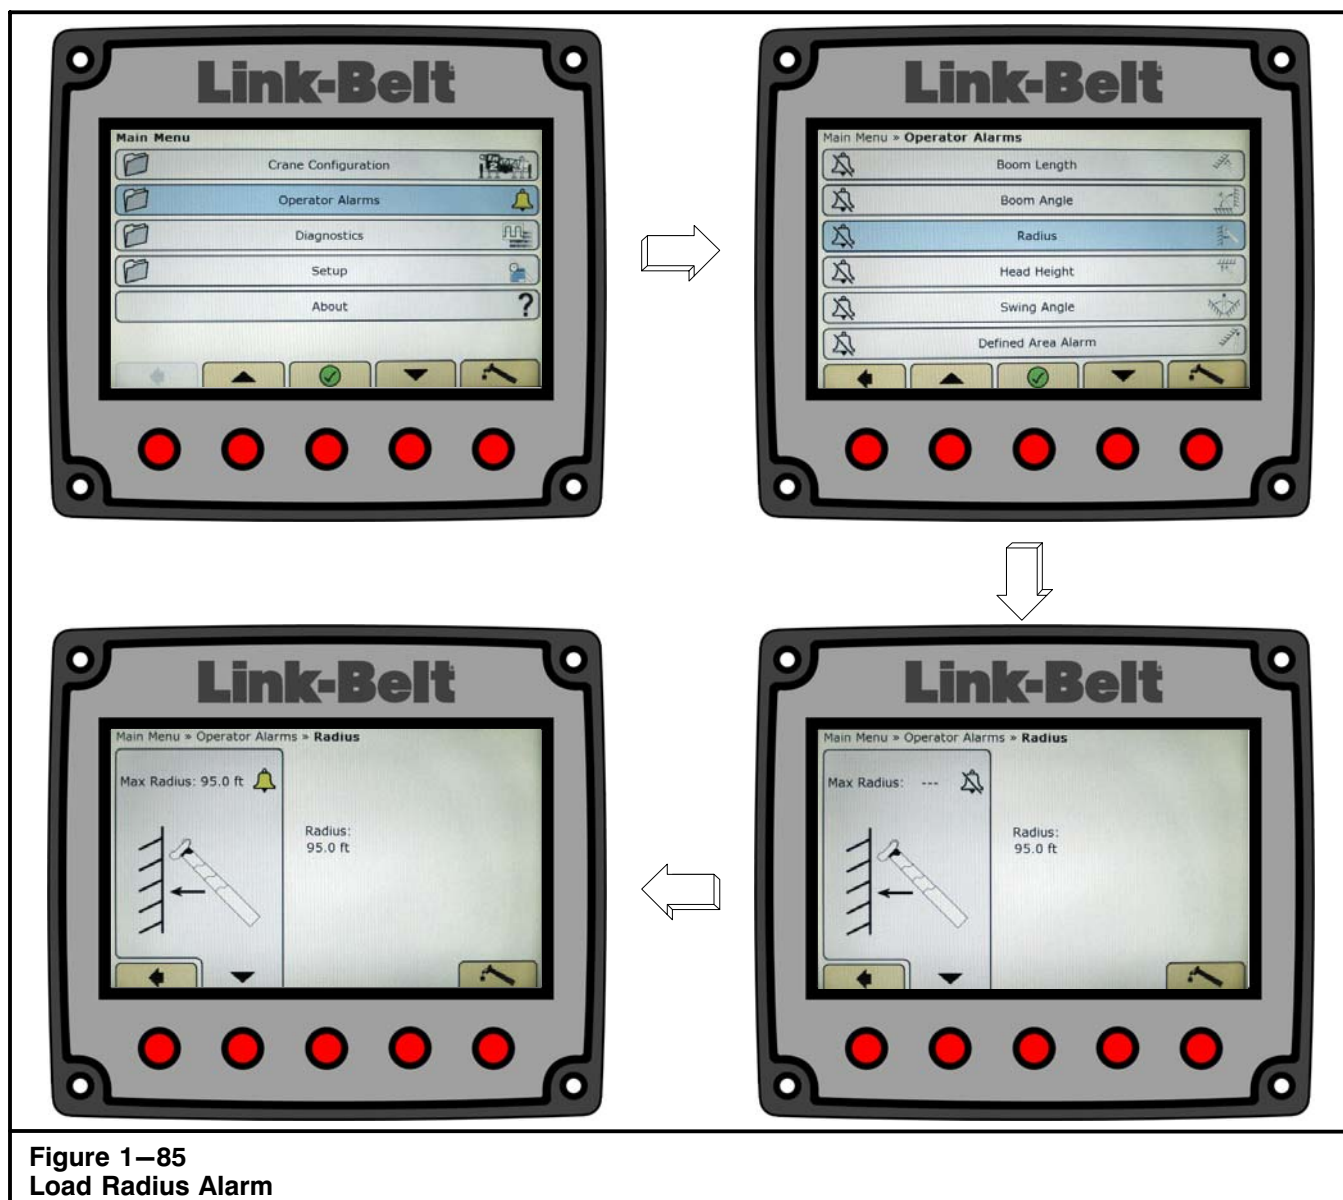 Link-Belt
Main Menu
Crane Configuration
Operator Alarms
Diagnostics
Setup
About
?
Link-Belt
Main Menu » Operator Alarms
Boom Length
Boom Angle
Radius
Head Height
Swing Angle
Defined Area Alarm
Link-Belt
Main Menu » Operator Alarms » Radius
Max Radius: 95.0 ft
Radius:
95.0 ft
Link-Belt
Main Menu » Operator Alarms » Radius
Max Radius: ---
Radius:
95.0 ft
Figure 1–85
Load Radius Alarm